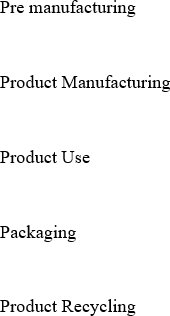 Pre manufacturing
Product Manufacturing
Product Use
Packaging
Product Recycling